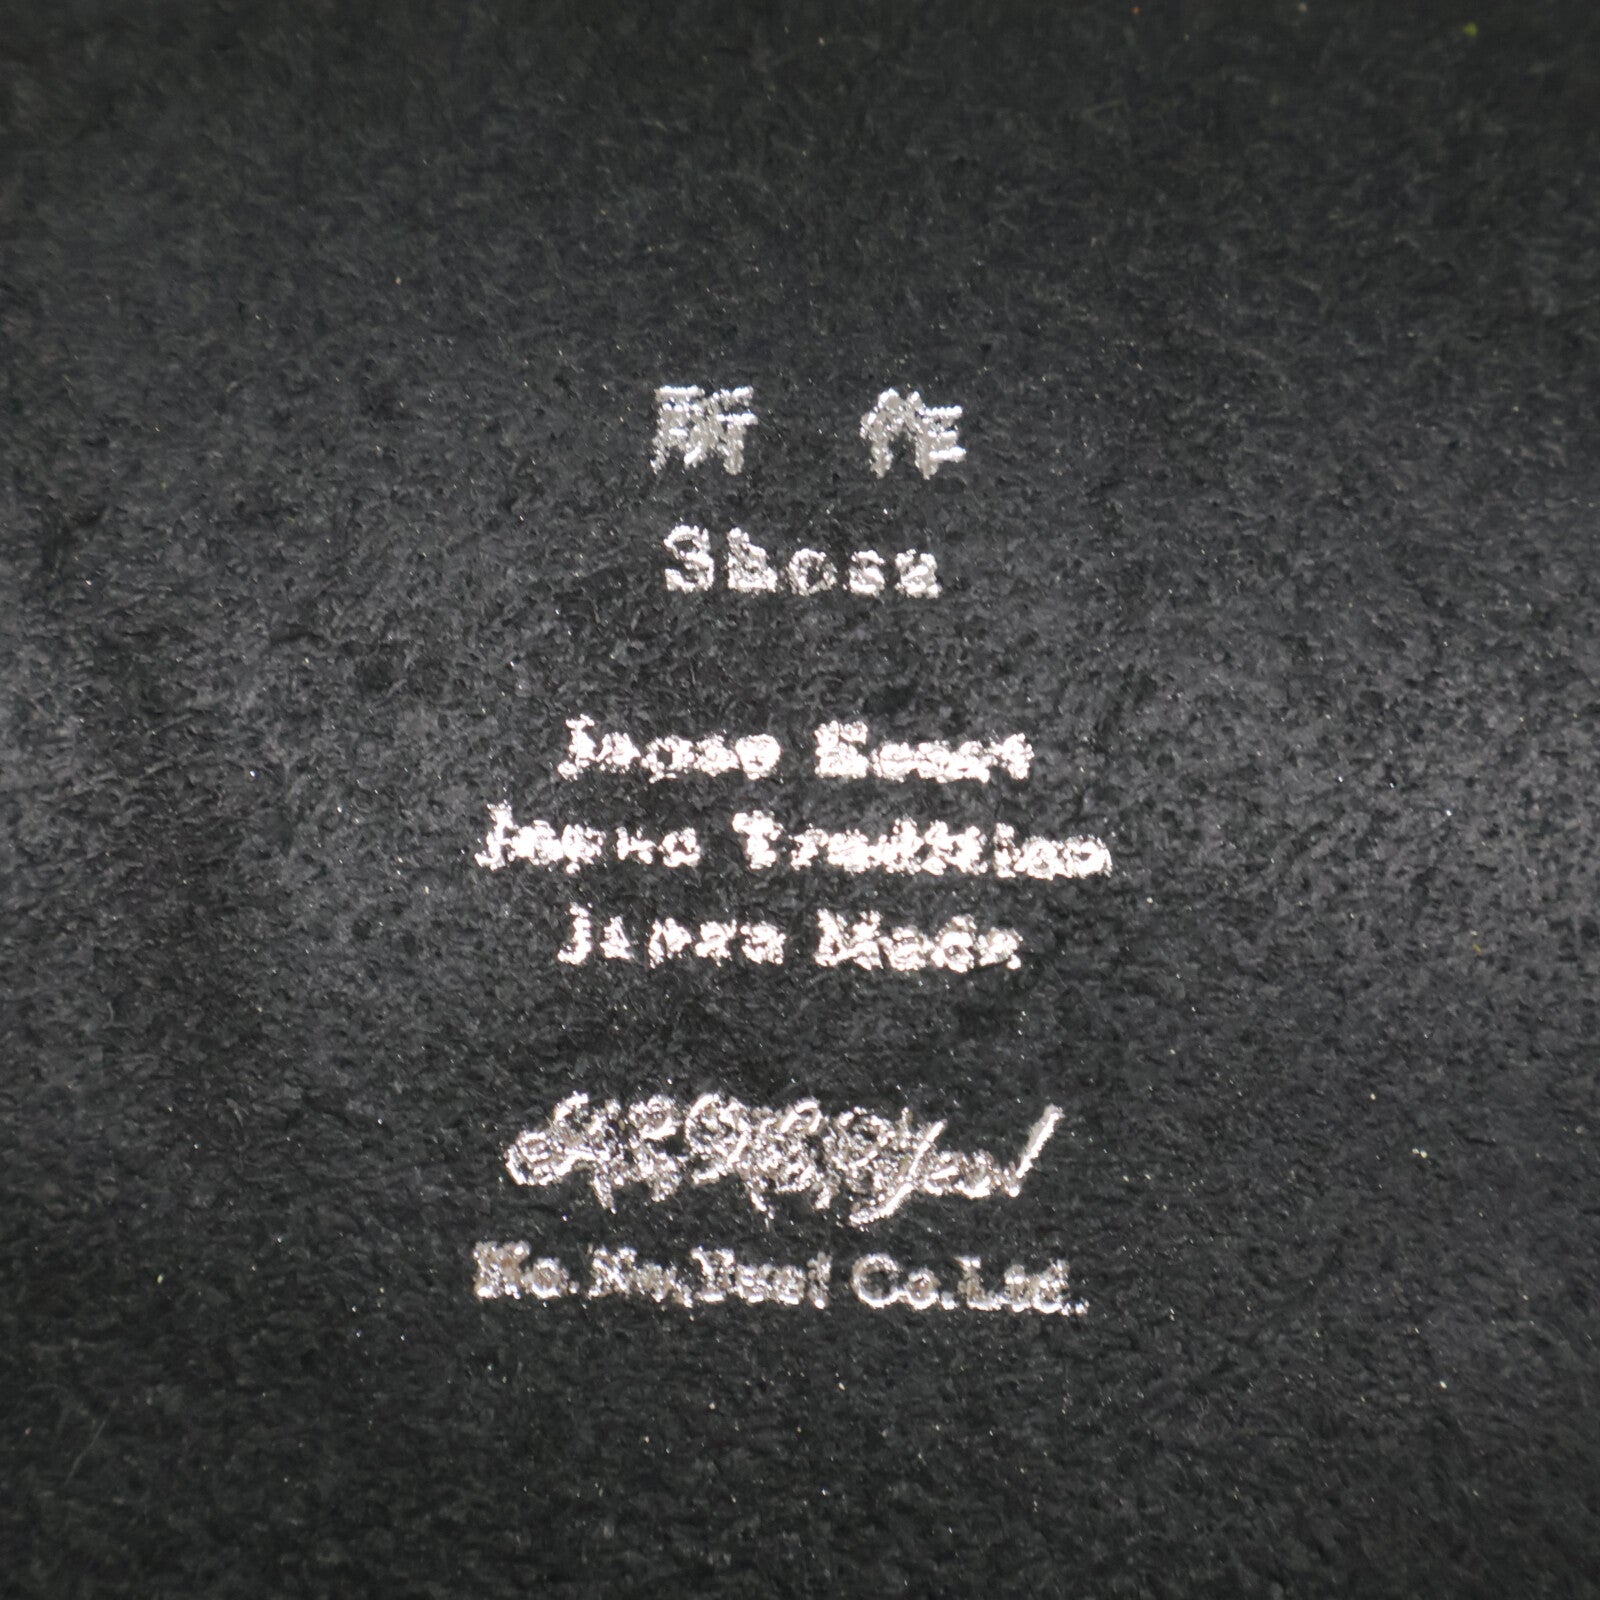 所作
Shosa
Japan Heart
Japan Tradition
Japan Made
Co.Ltd.